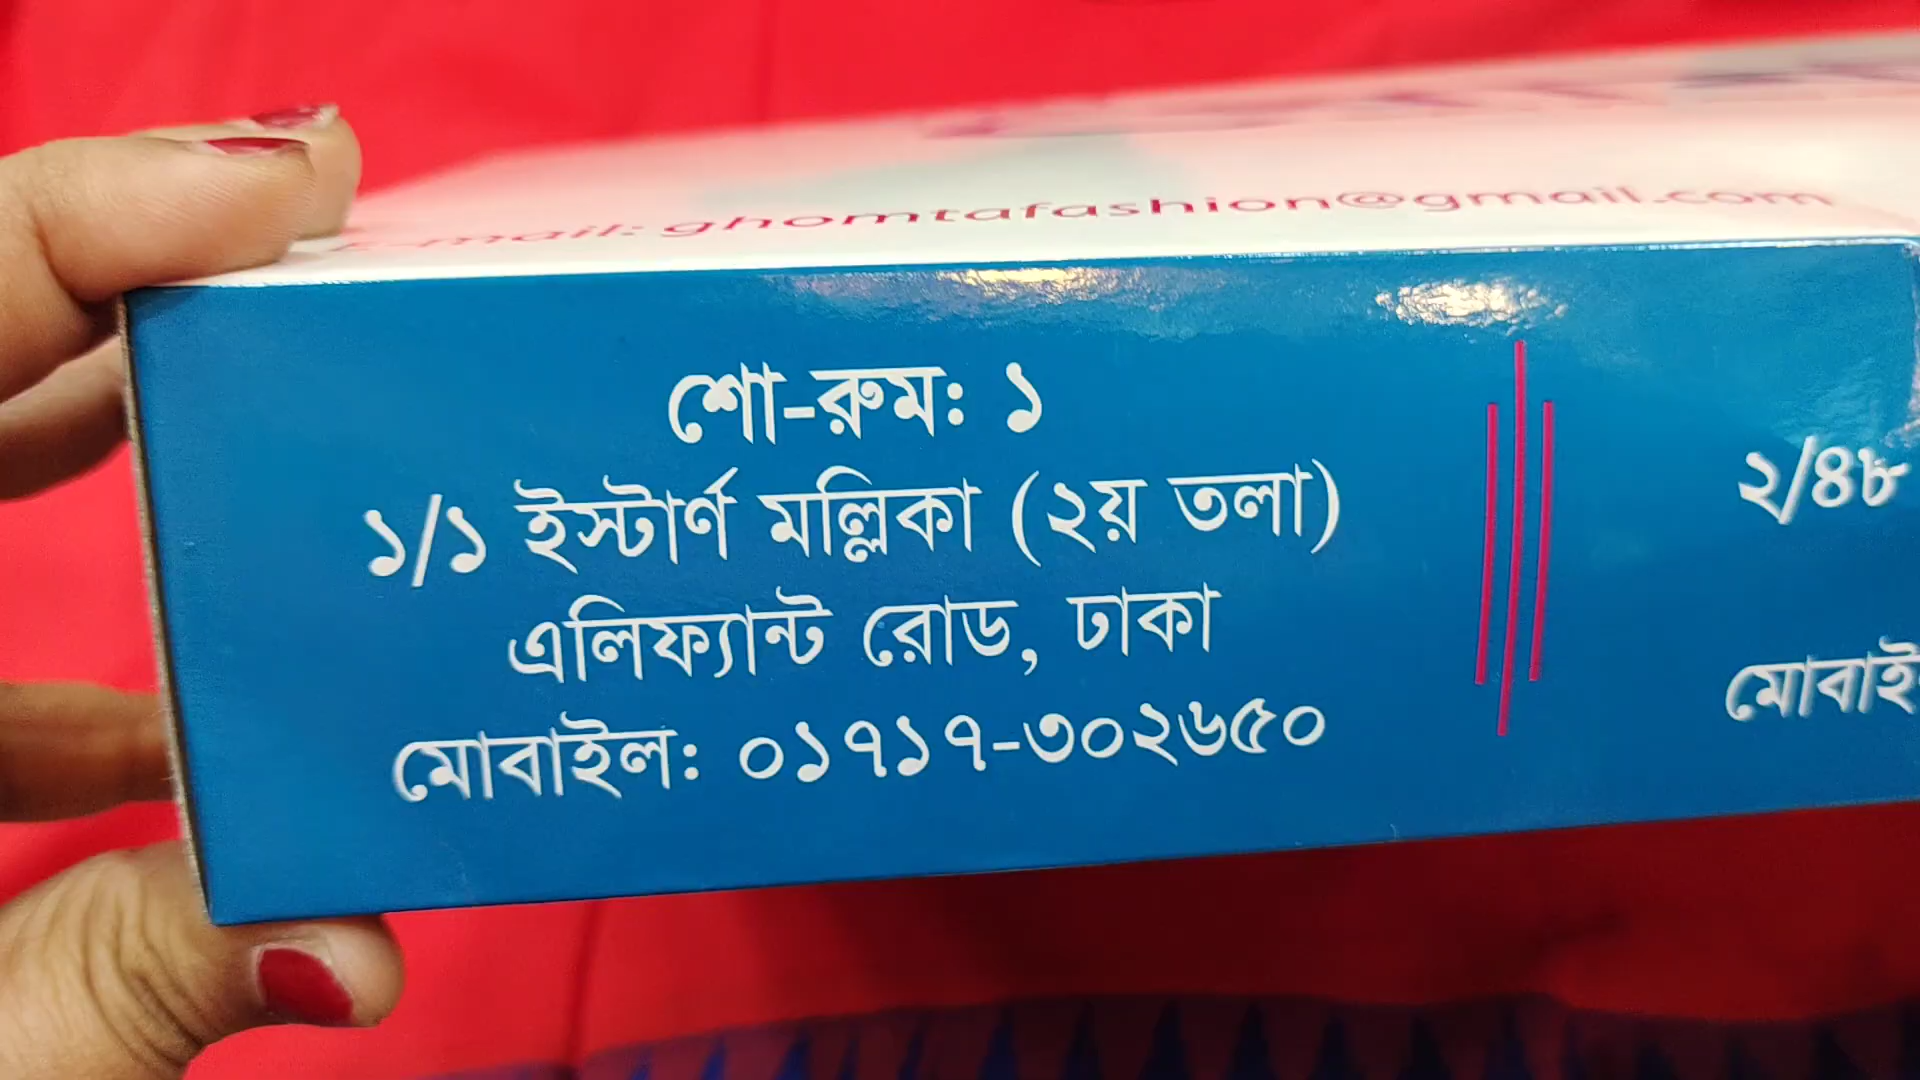 E-mail: ghomtafashion@gmail.com
শো-রুম: ১
১/১ ইস্টার্ণ মল্লিকা (২য় তলা)
এলিফ্যান্ট রোড, ঢাকা
মোবাইল: ০১৭১৭-৩০২৬৫০
২/৪৮